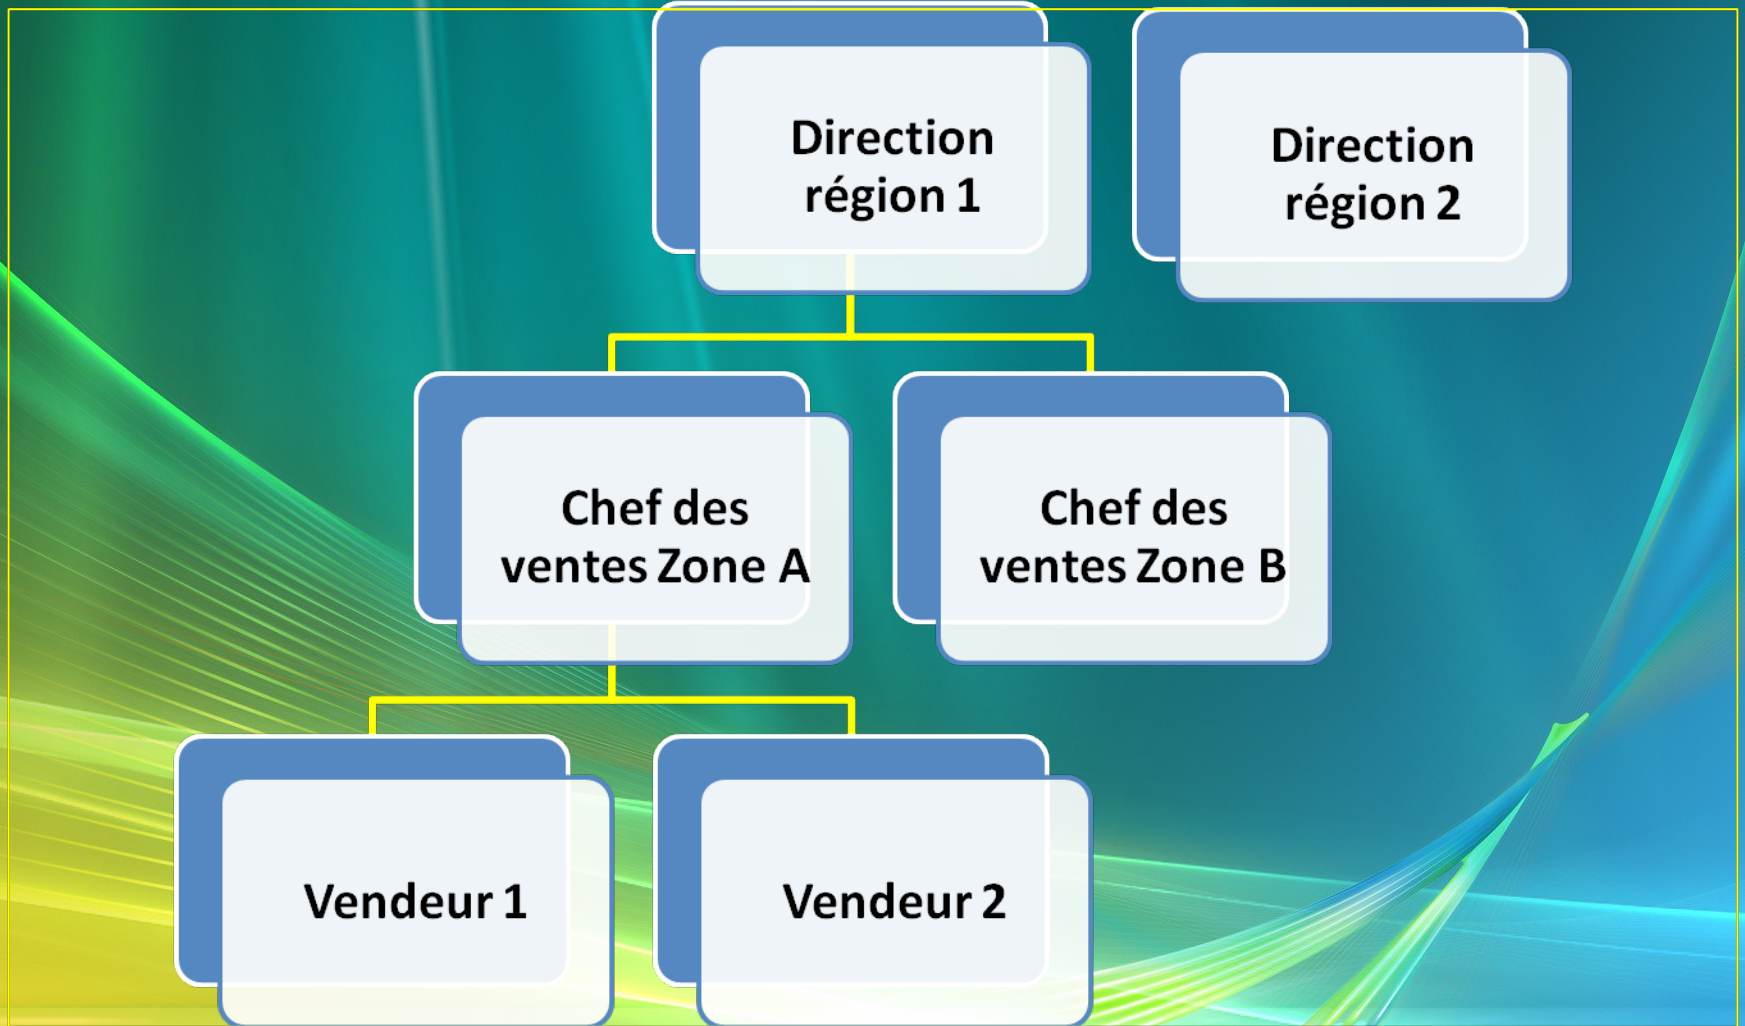 Direction
région 1
Direction
région 2
Chef des
ventes Zone A
Chef des
ventes Zone B
Vendeur 1
Vendeur 2